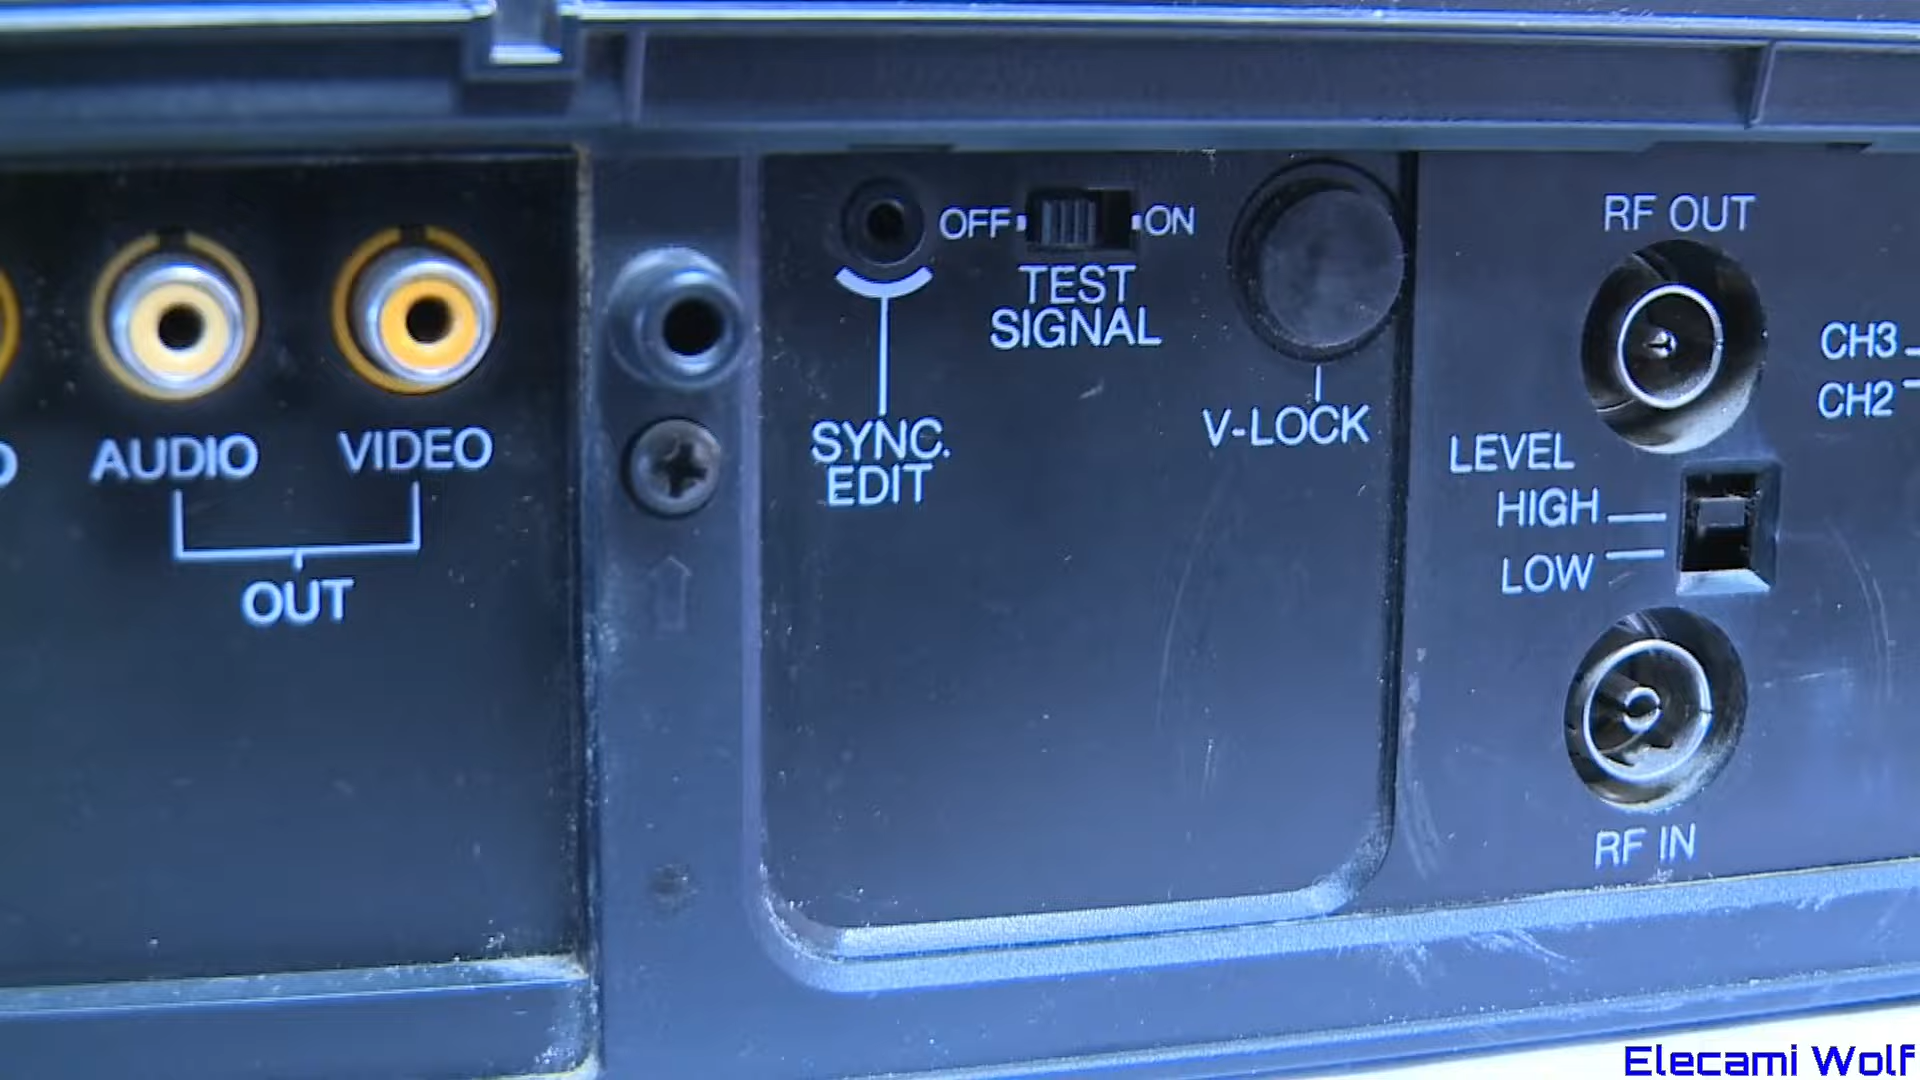 AUDIO
VIDEO
OUT
OFF
ON
TEST
SIGNAL
SYNC.
EDIT
V-LOCK
RF OUT
CH3
CH2
LEVEL
HIGH
LOW
RF IN
Elecami Wolf